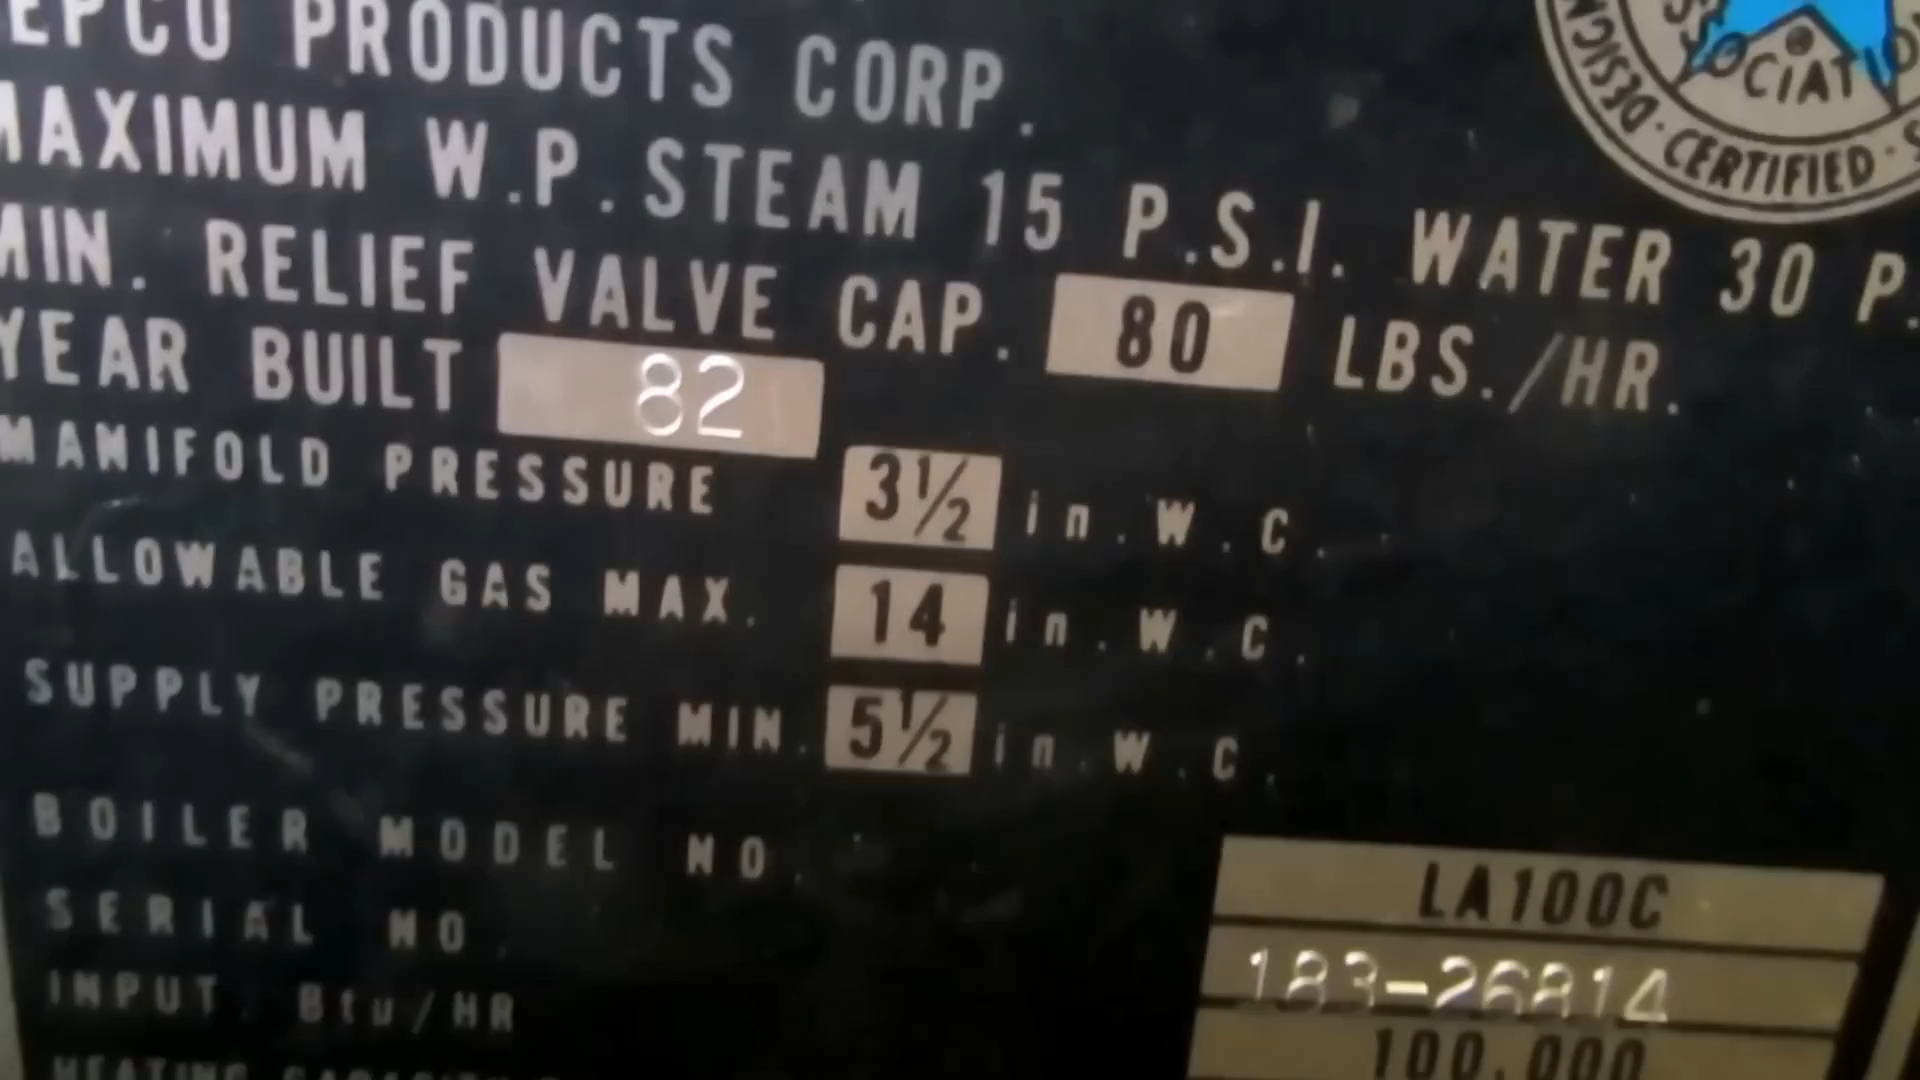 EPCO PRODUCTS CORP.
MAXIMUM W.P. STEAM 15 P.S.I. WATER 30 P.
MIN. RELIEF VALVE CAP. 80 LBS./HR.
YEAR BUILT 82
MANIFOLD PRESSURE 3½ in.W.C.
ALLOWABLE GAS MAX. 14 in.W.C.
SUPPLY PRESSURE MIN. 5½ in.W.C.
BOILER MODEL NO. LA100C
SERIAL NO. 183-26814
INPUT. Btu/HR 100,000
HEATING
DESIGN · CERTIFIED ·